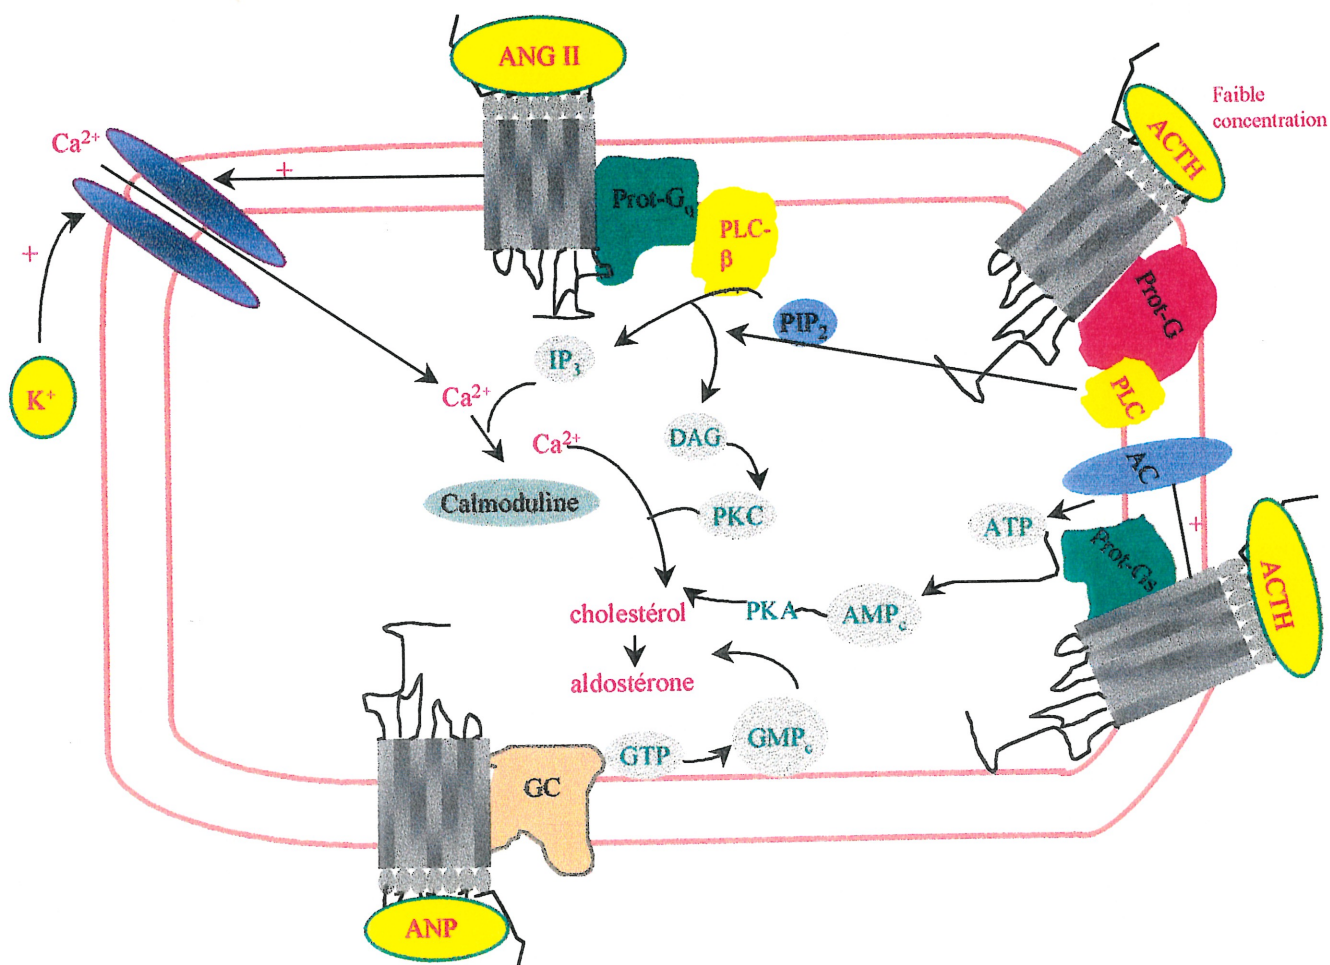 ANG II
Faible
concentration
ACTH
Ca²⁺
+
Prot-Gq
PLC-
β
+
Prot-G
PIP₂
IP₃
K⁺
Ca²⁺
PLC
DAG
Ca²⁺
AC
Calmoduline
PKC
ATP
+
Prot-Gs
ACTH
cholestérol
PKA
AMPc
aldostérone
GTP
GMPc
GC
ANP